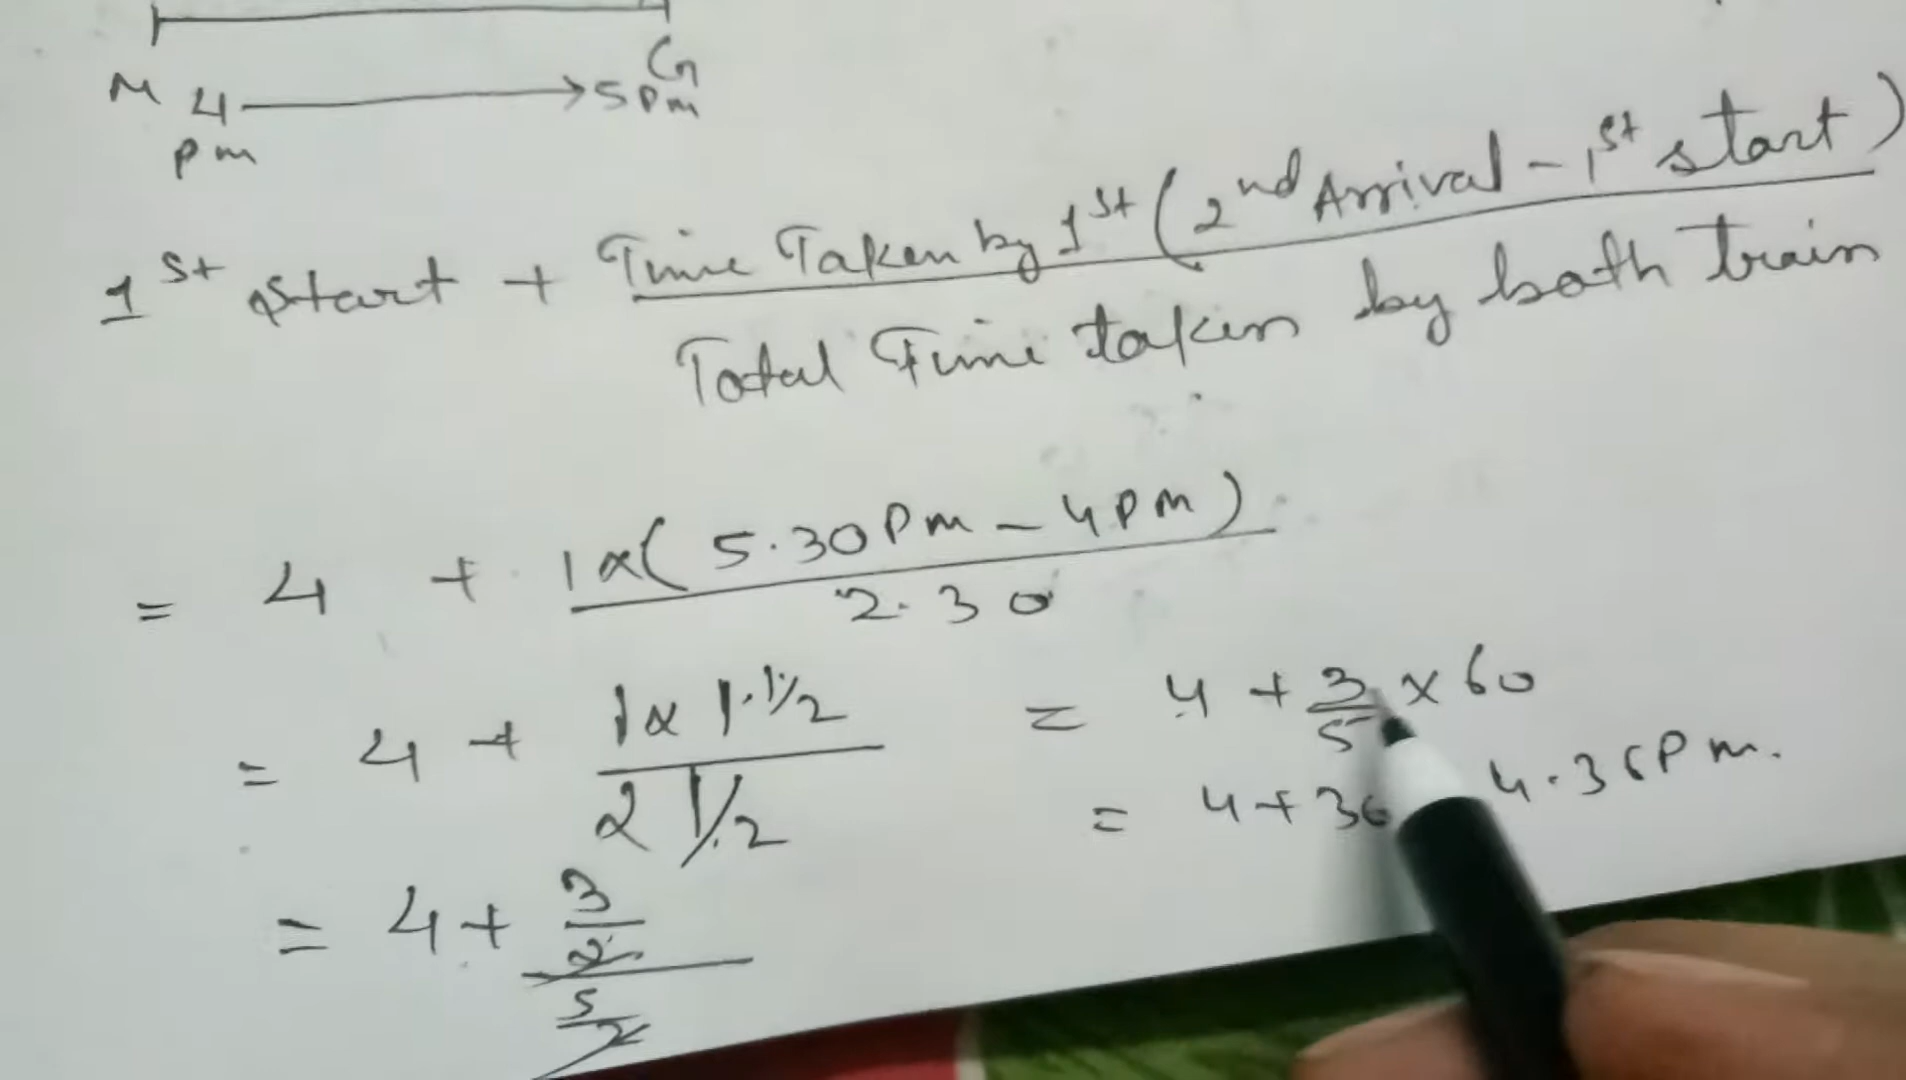 G
M 4 → 5 pm
pm
1st start + Time Taken by 1st (2nd Arrival - 1st start)
Total Time taken by both train
= 4 + 1 x (5.30 Pm - 4 PM)
2.30
= 4 + 1 x 1.1/2
2 1/2
= 4 + 3/2
5/2
= 4 + 3/5 x 60
= 4 + 36 4.36 Pm.